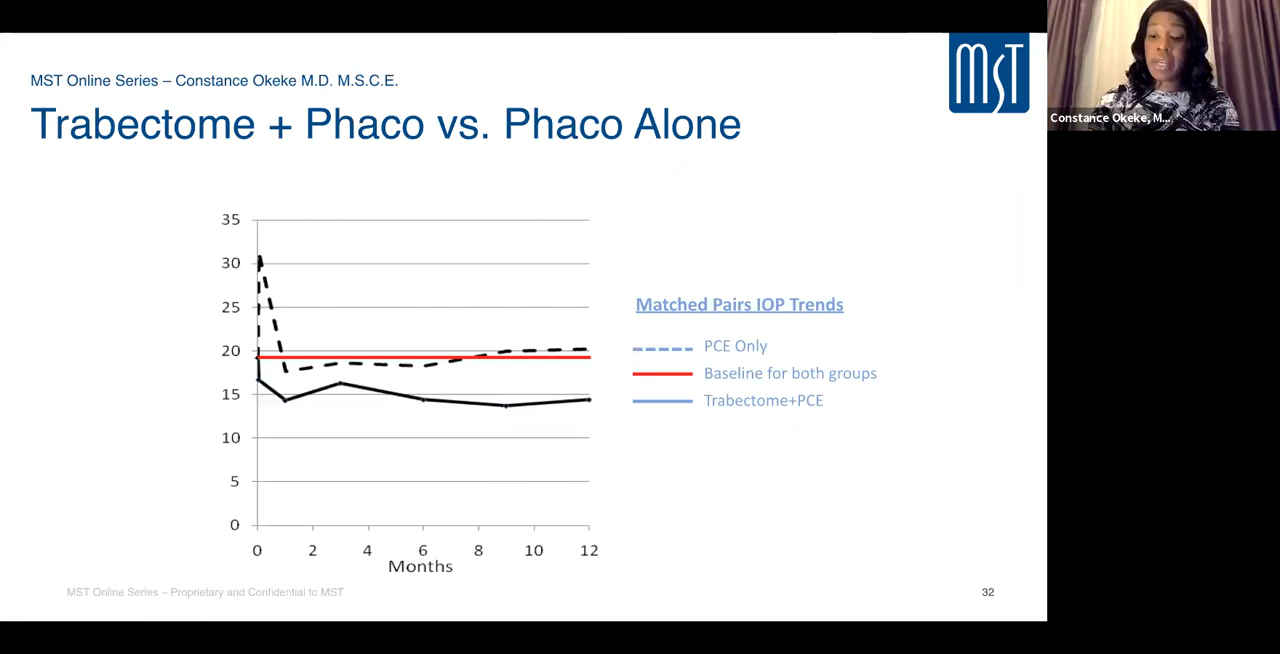 MST Online Series – Constance Okeke M.D. M.S.C.E.
MST
Trabectome + Phaco vs. Phaco Alone
Constance Okeke, M...
35
30
25
20
15
10
5
0
0 2 4 6 8 10 12
Months
Matched Pairs IOP Trends
PCE Only
Baseline for both groups
Trabectome+PCE
MST Online Series – Proprietary and Confidential to MST
32